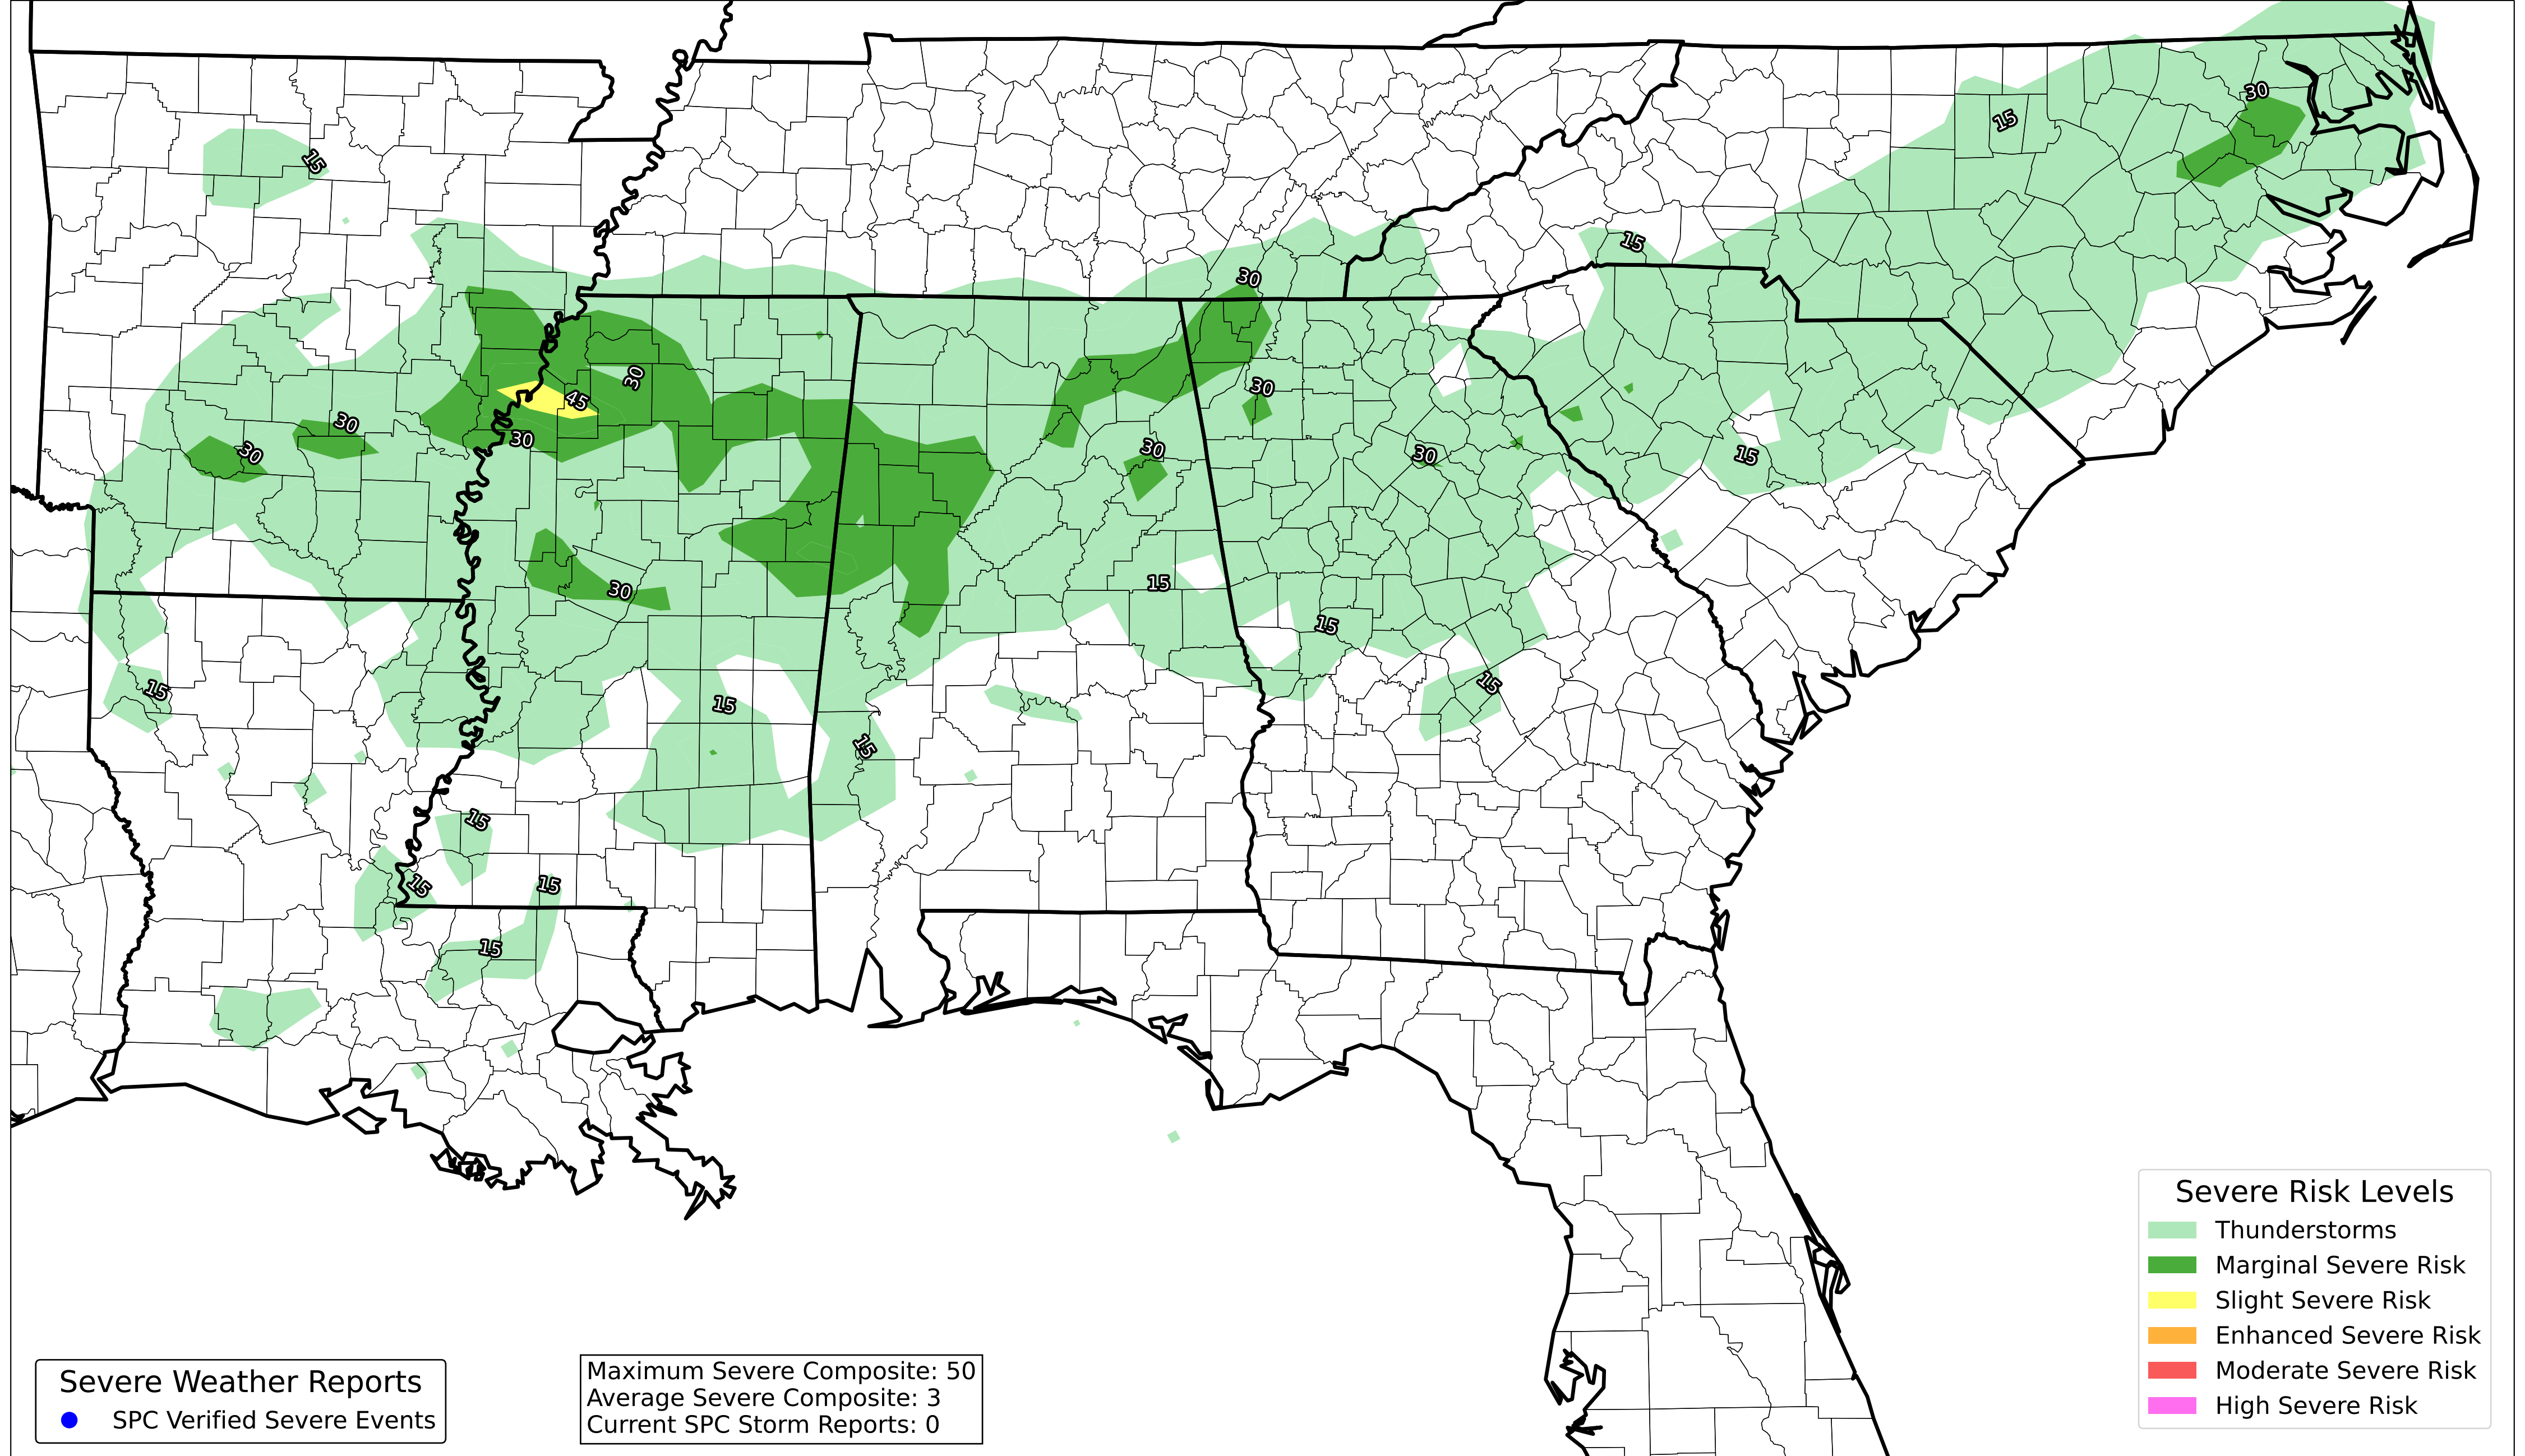 30
15
15
15
30
30
30
45
30
30
30
30
30
30
15
15
30
15
15
15
15
15
15
15
15
15
Severe Risk Levels
Thunderstorms
Marginal Severe Risk
Slight Severe Risk
Enhanced Severe Risk
Moderate Severe Risk
High Severe Risk
Severe Weather Reports
SPC Verified Severe Events
Maximum Severe Composite: 50
Average Severe Composite: 3
Current SPC Storm Reports: 0